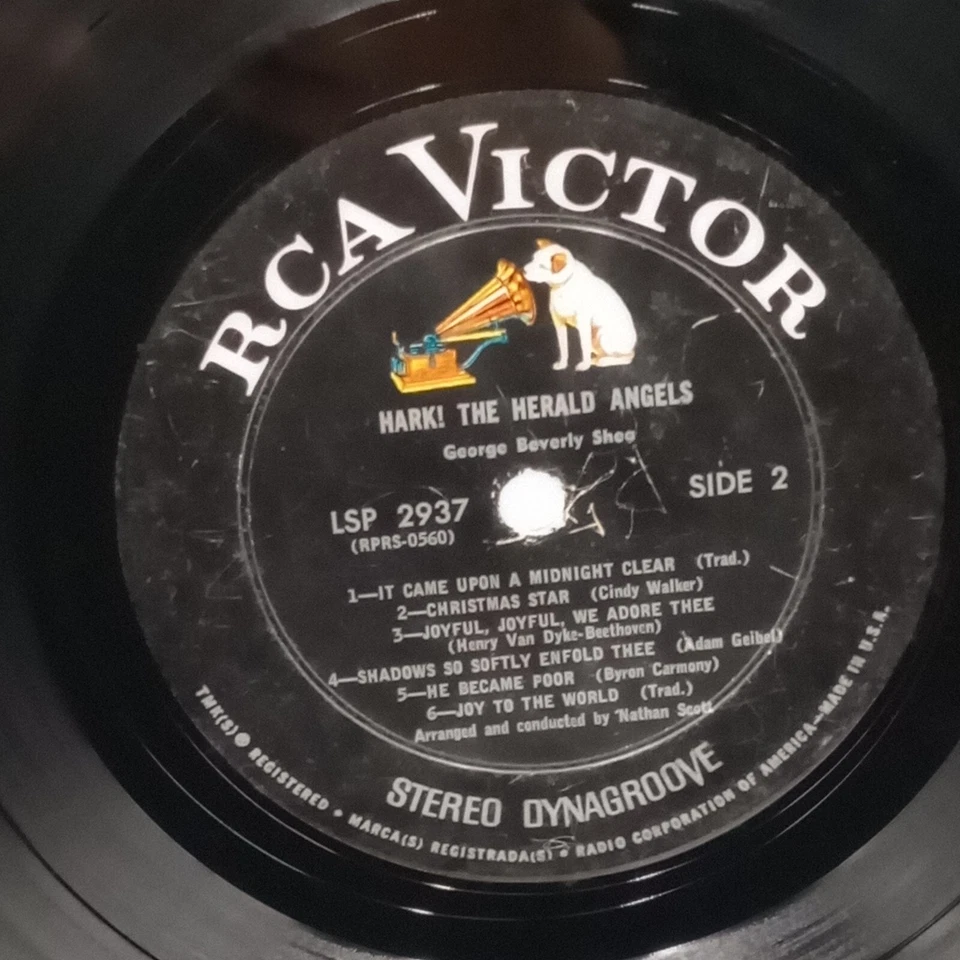 RCA VICTOR
HARK! THE HERALD ANGELS
George Beverly Shea
LSP 2937
(RPRS-0560)
SIDE 2
1—IT CAME UPON A MIDNIGHT CLEAR (Trad.)
2—CHRISTMAS STAR (Cindy Walker)
3—JOYFUL, JOYFUL, WE ADORE THEE
(Henry Van Dyke-Beethoven)
4—SHADOWS SO SOFTLY ENFOLD THEE (Adam Geibel)
5—HE BECAME POOR (Byron Carmony)
6—JOY TO THE WORLD (Trad.)
Arranged and conducted by Nathan Scott
STEREO DYNAGROOVE
TMK(S) ● REGISTERED • MARCA(S) REGISTRADA(S) • RADIO CORPORATION OF AMERICA—MADE IN U.S.A.